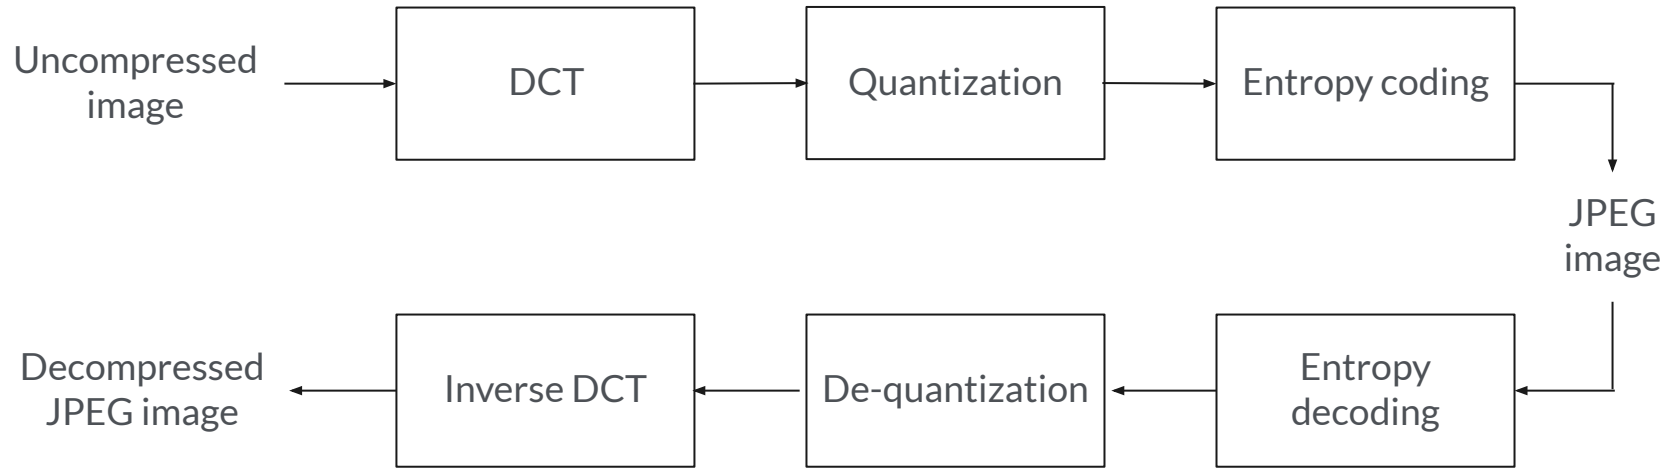 Uncompressed
image
DCT
Quantization
Entropy coding
JPEG
image
Entropy
decoding
De-quantization
Inverse DCT
Decompressed
JPEG image